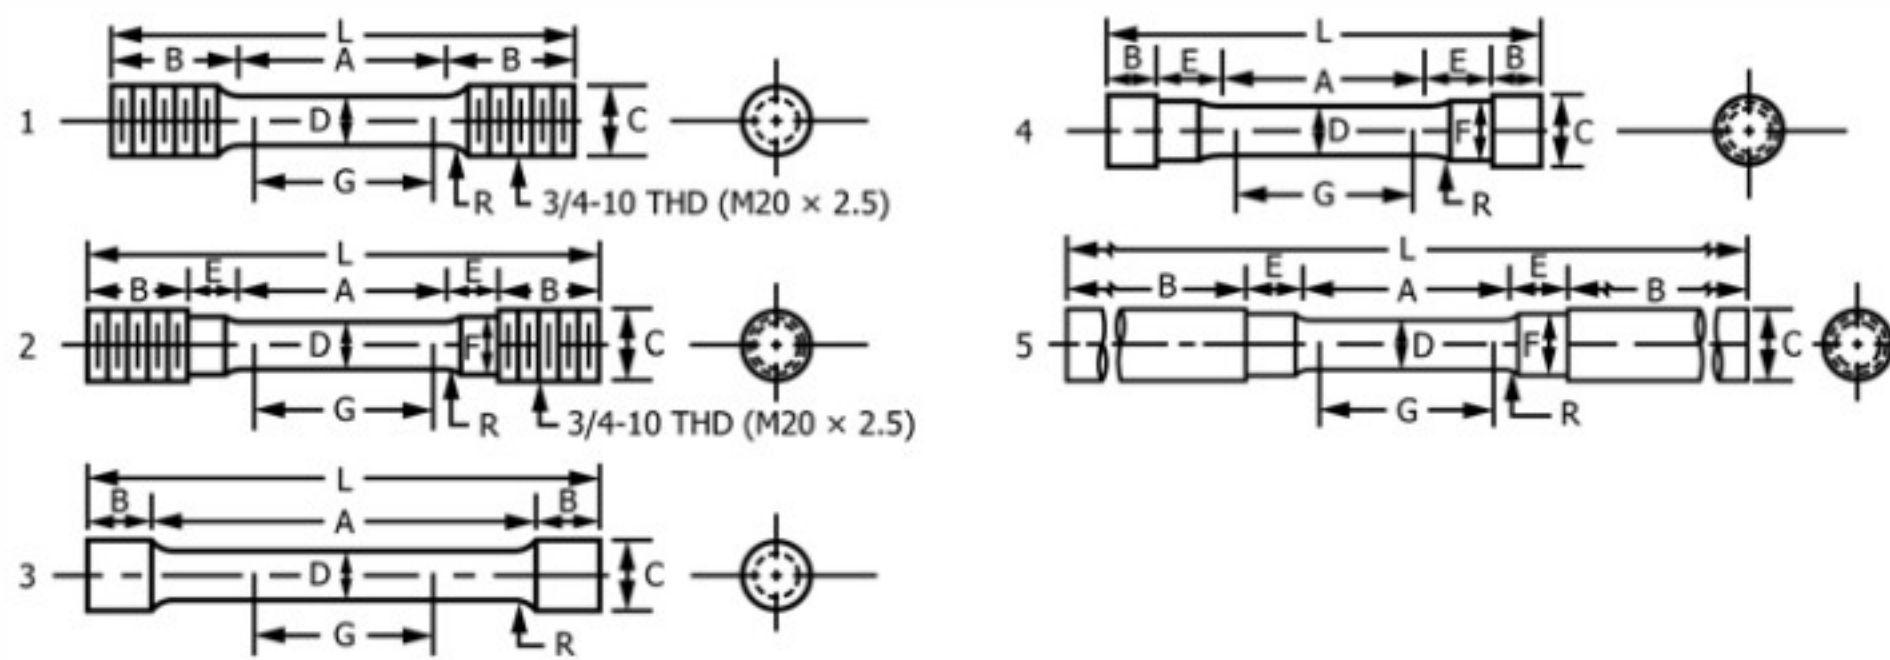 L
B A B
1 D C
G
R 3/4-10 THD (M20 × 2.5)
L
B E A E B
2 D F C
G
R 3/4-10 THD (M20 × 2.5)
L
B A B
3 D C
G
R
L
B E A E B
4 D F C
G
R
L
B E A E B
5 D F C
G
R